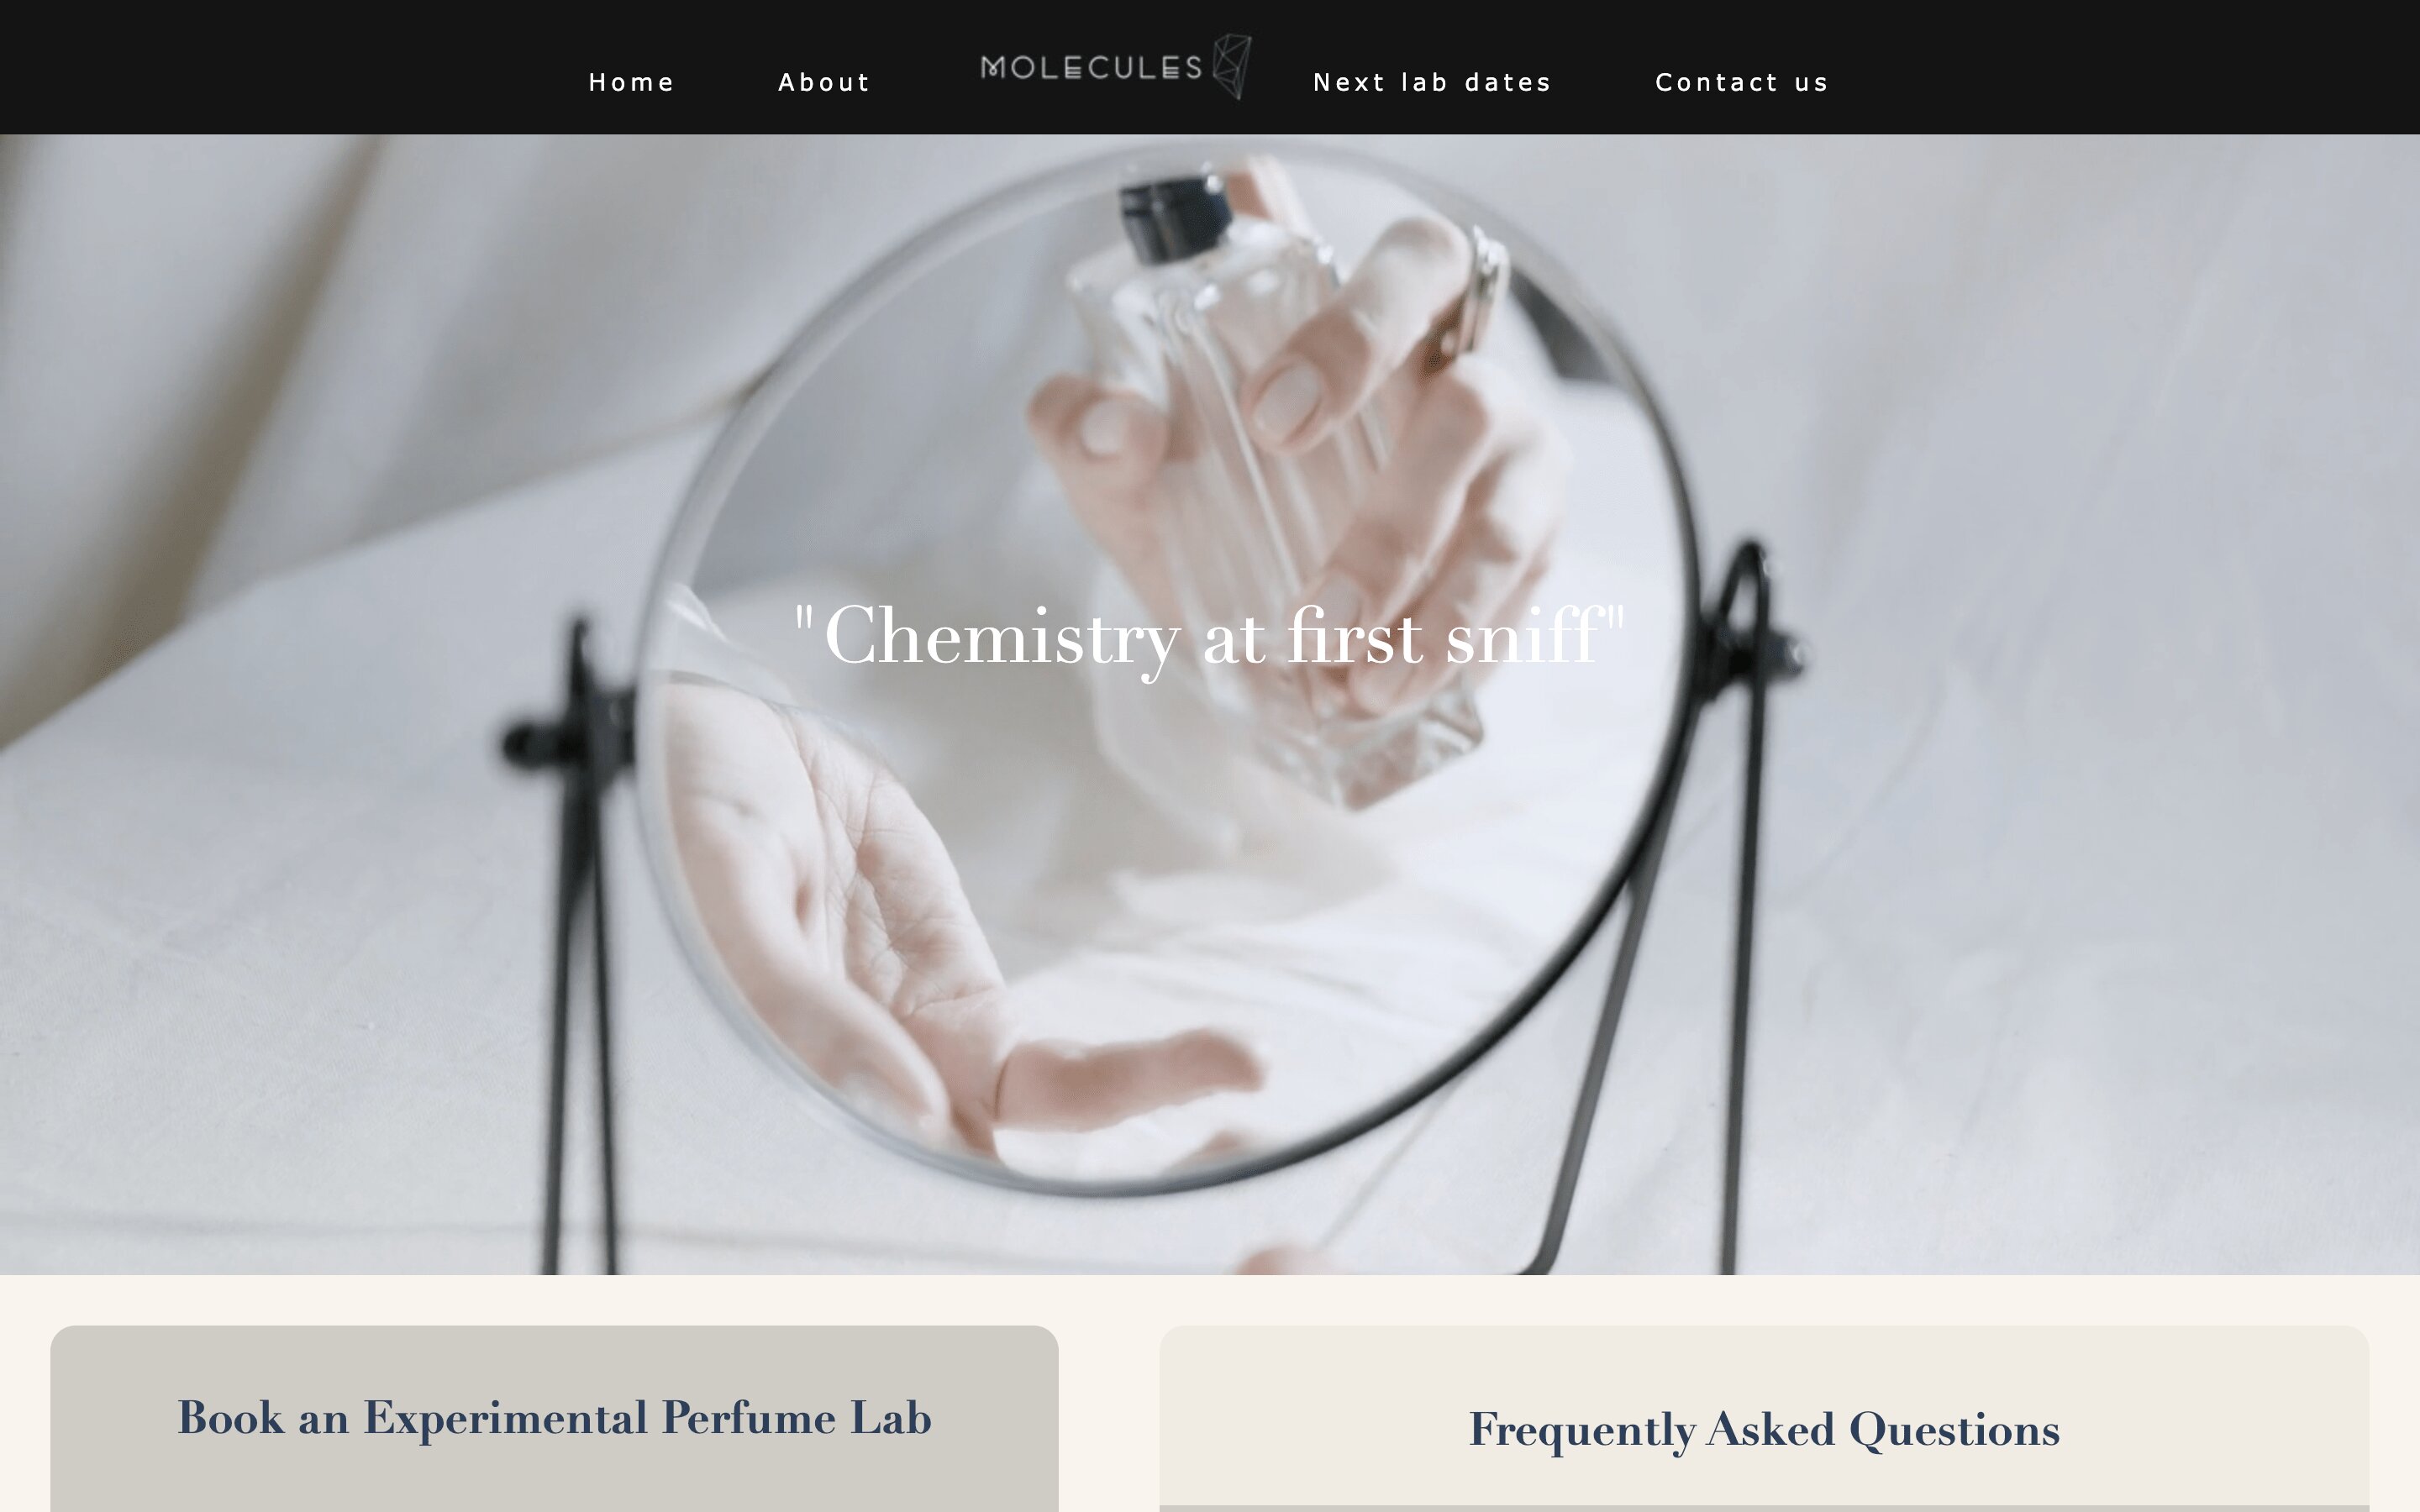 Home
About
MOLECULES
Next lab dates
Contact us
"Chemistry at first sniff"
Book an Experimental Perfume Lab
Frequently Asked Questions